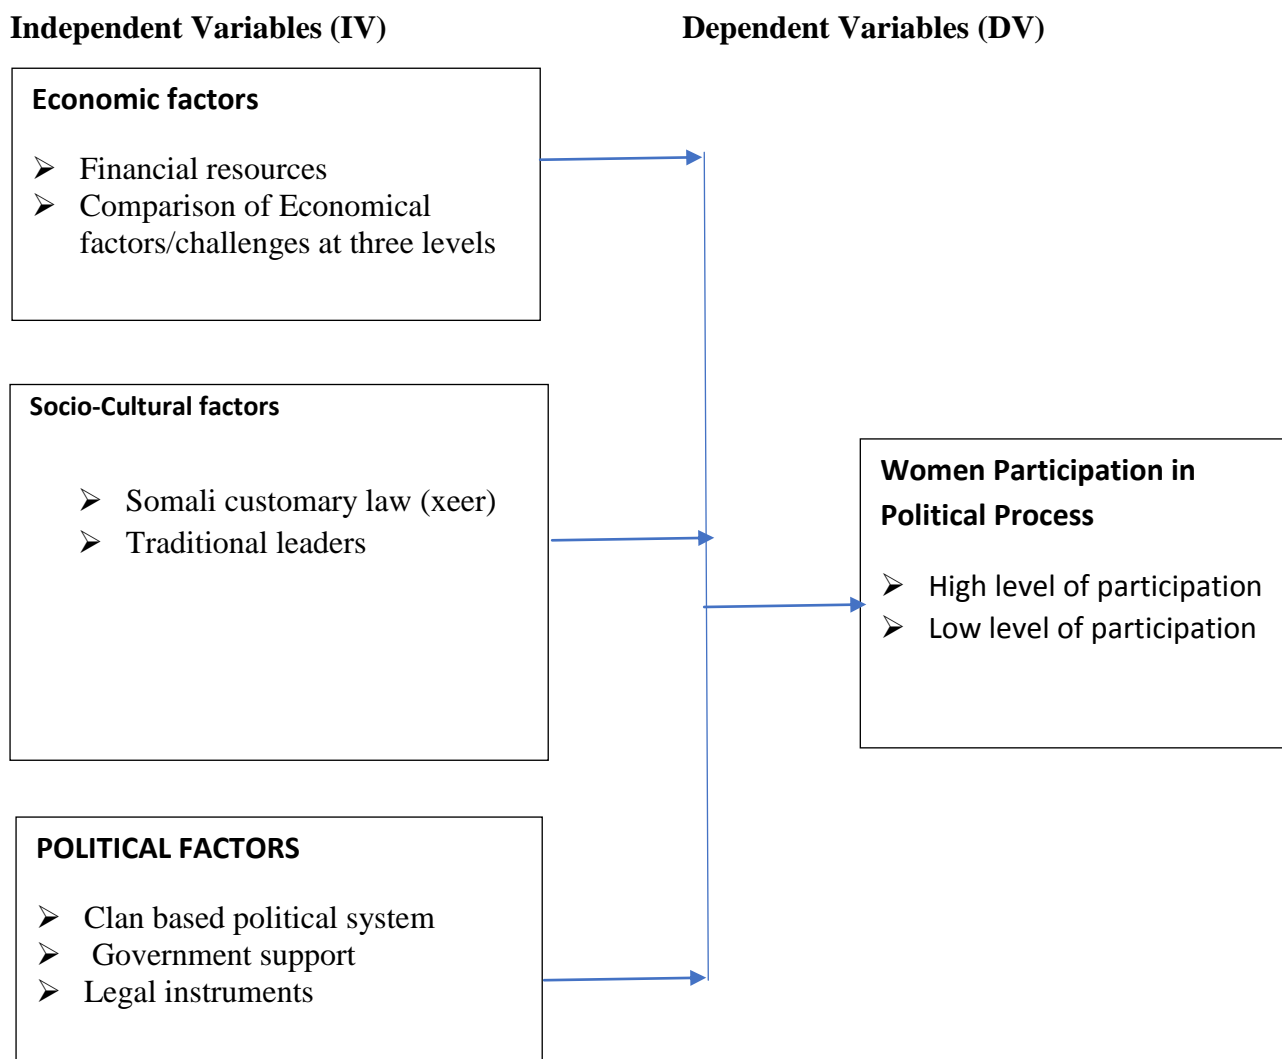 Independent Variables (IV)
Dependent Variables (DV)
Economic factors
➢ Financial resources
➢ Comparison of Economical
factors/challenges at three levels
Socio-Cultural factors
➢ Somali customary law (xeer)
➢ Traditional leaders
Women Participation in
Political Process
➢ High level of participation
➢ Low level of participation
POLITICAL FACTORS
➢ Clan based political system
➢ Government support
➢ Legal instruments